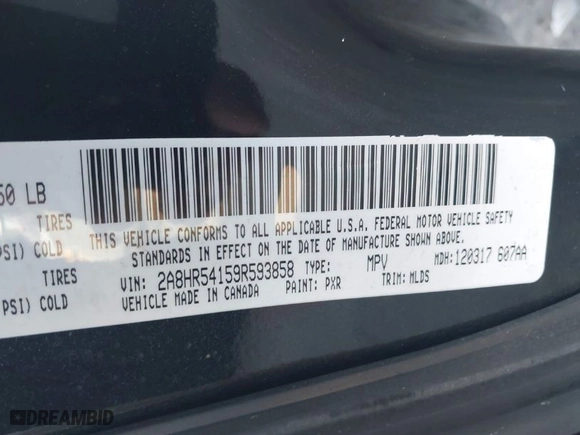 50 LB
TIRES
PSI) COLD
TIRES
PSI) COLD
THIS VEHICLE CONFORMS TO ALL APPLICABLE U.S.A. FEDERAL MOTOR VEHICLE SAFETY
STANDARDS IN EFFECT ON THE DATE OF MANUFACTURE SHOWN ABOVE.
VIN: 2A8HR54159R593858 TYPE: MPV MDH: 120317 607AA
VEHICLE MADE IN CANADA PAINT: PXR TRIM: MLDS
DREAMBID